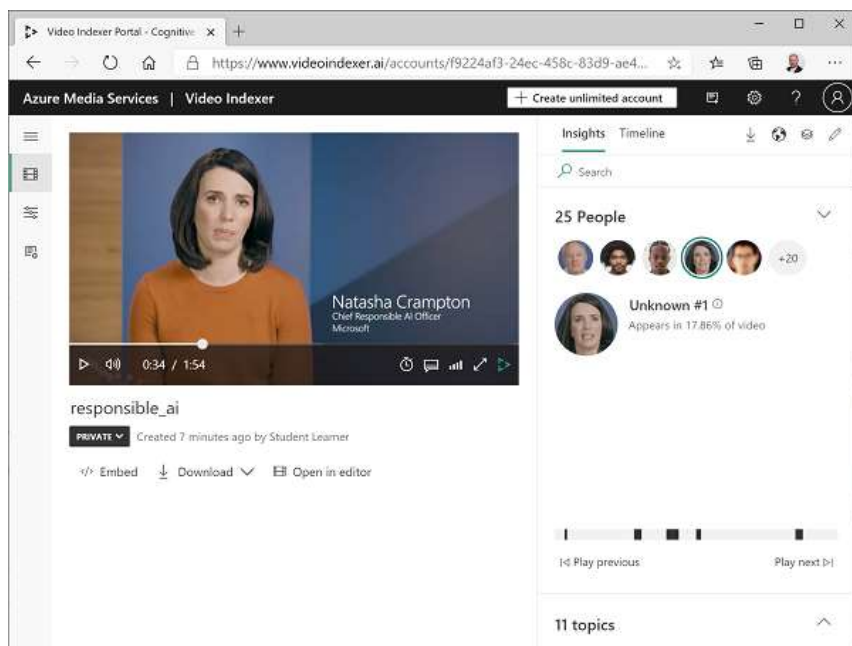 Video Indexer Portal - Cognitive
https://www.videoindexer.ai/accounts/f9224af3-24ec-458c-83d9-ae4...
Azure Media Services | Video Indexer
Create unlimited account
Insights Timeline
Search
25 People
+20
Unknown #1
Appears in 17.86% of video
Natasha Crampton
Chief Responsible AI Officer
Microsoft
0:34 / 1:54
responsible_ai
PRIVATE Created 7 minutes ago by Student Learner
</> Embed Download Open in editor
Play previous Play next
11 topics